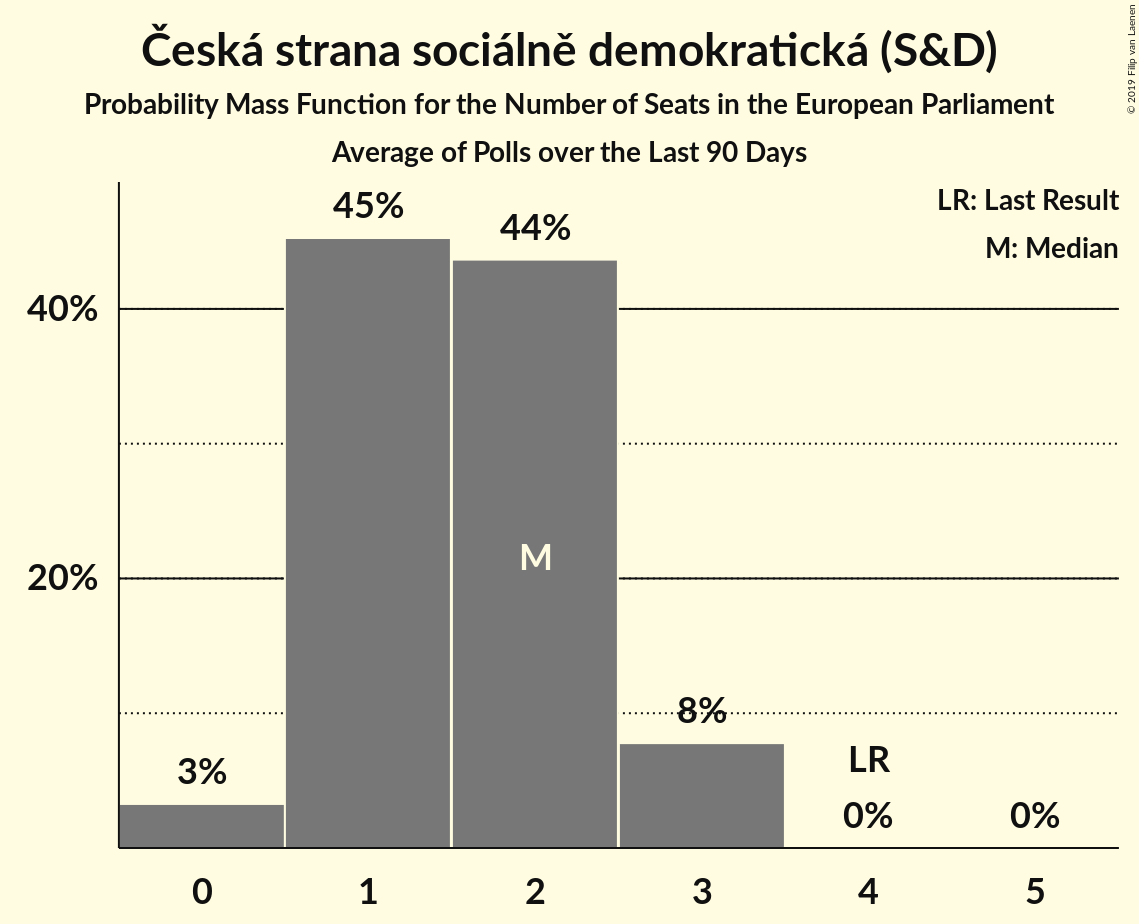 Česká strana sociálně demokratická (S&D)
Probability Mass Function for the Number of Seats in the European Parliament
Average of Polls over the Last 90 Days
© 2019 Filip van Laenen
LR: Last Result
M: Median
45%
44%
40%
M
20%
8%
3%
LR
0%
0%
0 1 2 3 4 5